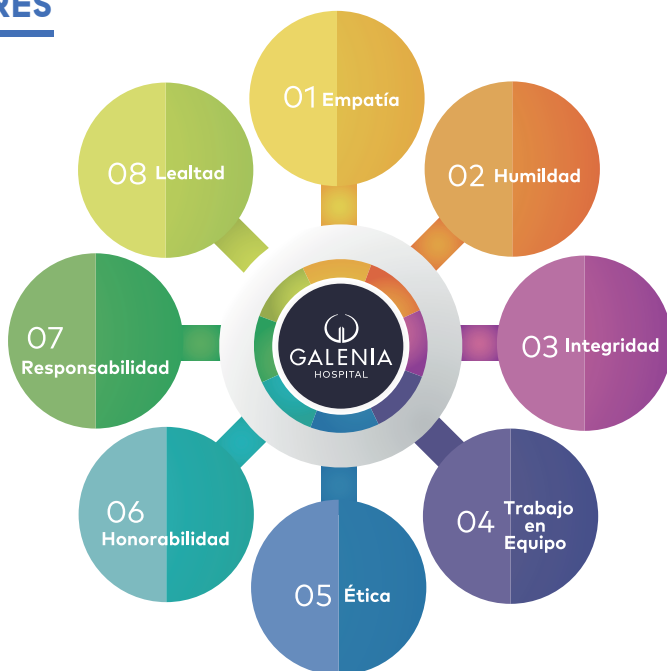 01 Empatía
02 Humildad
03 Integridad
04 Trabajo
en
Equipo
05 Ética
06
Honorabilidad
07
Responsabilidad
08 Lealtad
GALENIA
HOSPITAL